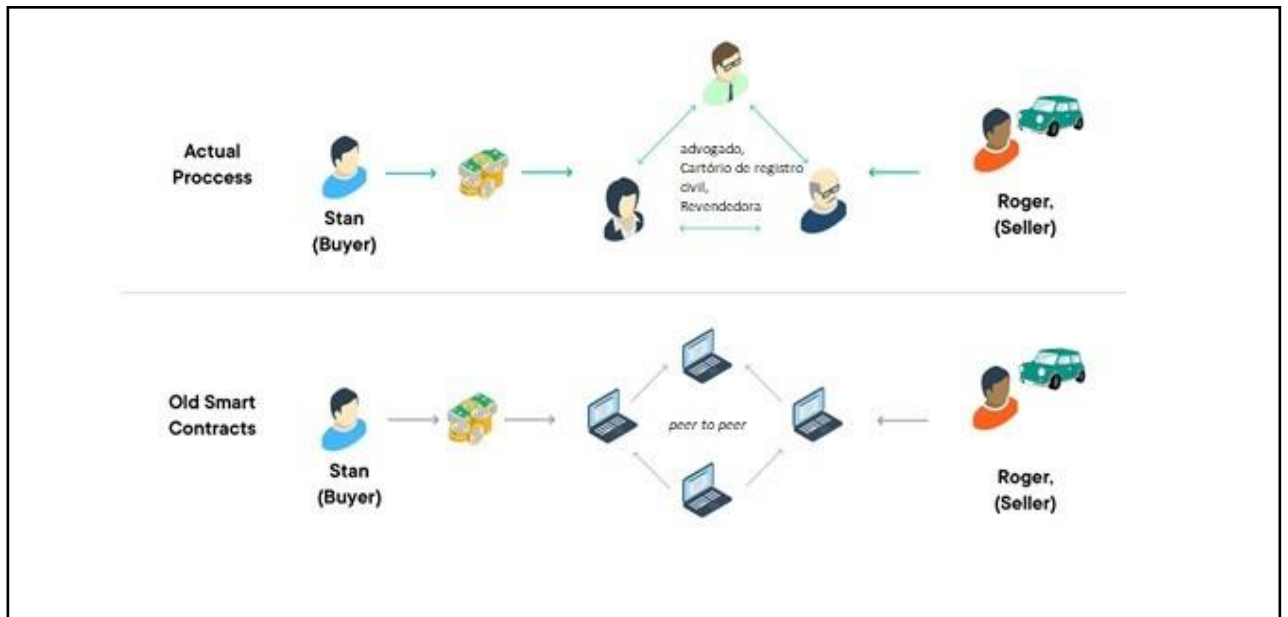 Actual
Proccess
Stan
(Buyer)
advogado,
Cartório de registro
civil,
Revendedora
Roger,
(Seller)
Old Smart
Contracts
Stan
(Buyer)
peer to peer
Roger,
(Seller)